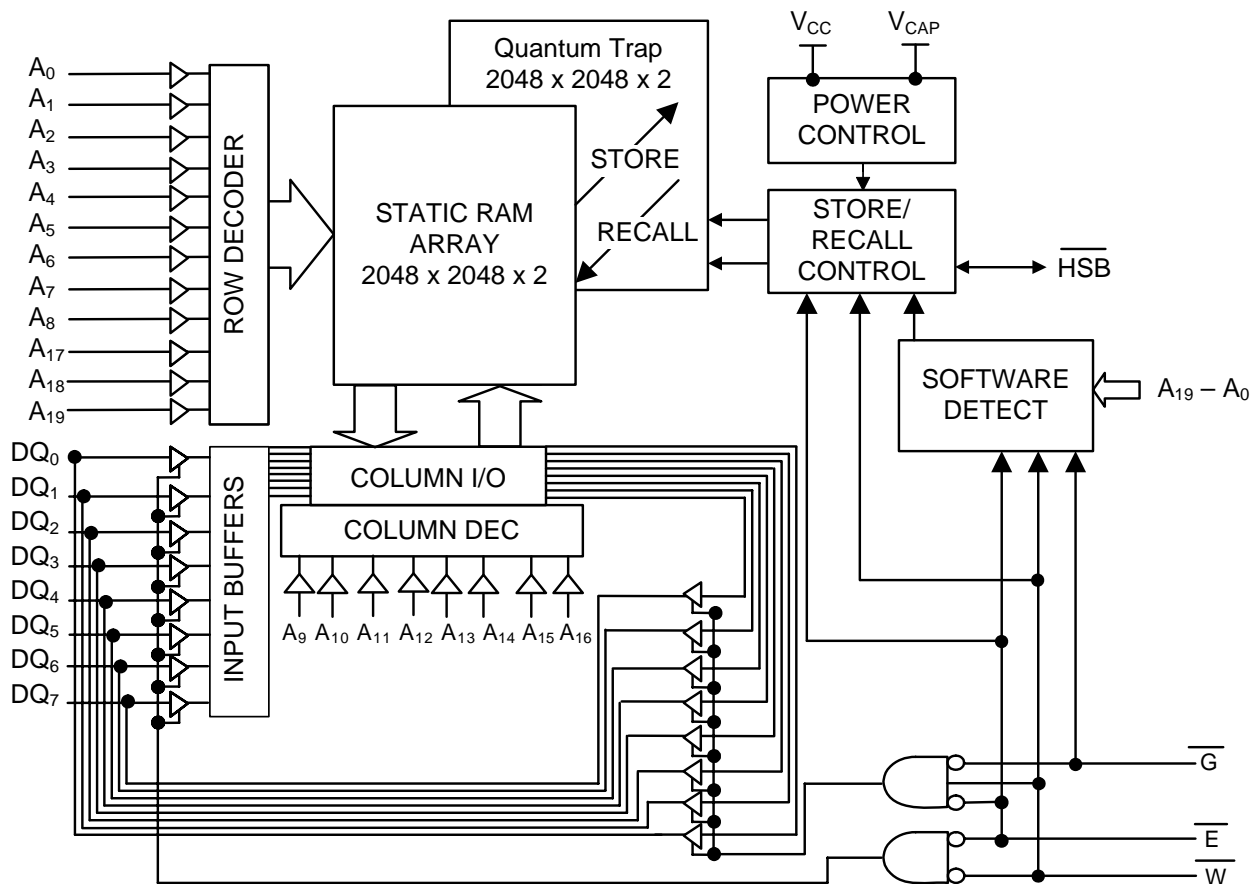 A0
A1
A2
A3
A4
A5
A6
A7
A8
A17
A18
A19
ROW DECODER
Quantum Trap
2048 x 2048 x 2
STATIC RAM
ARRAY
2048 x 2048 x 2
STORE
RECALL
VCC
VCAP
POWER
CONTROL
STORE/
RECALL
CONTROL
HSB
SOFTWARE
DETECT
A19 – A0
DQ0
DQ1
DQ2
DQ3
DQ4
DQ5
DQ6
DQ7
INPUT BUFFERS
COLUMN I/O
COLUMN DEC
A9 A10 A11 A12 A13 A14 A15 A16
G
E
W